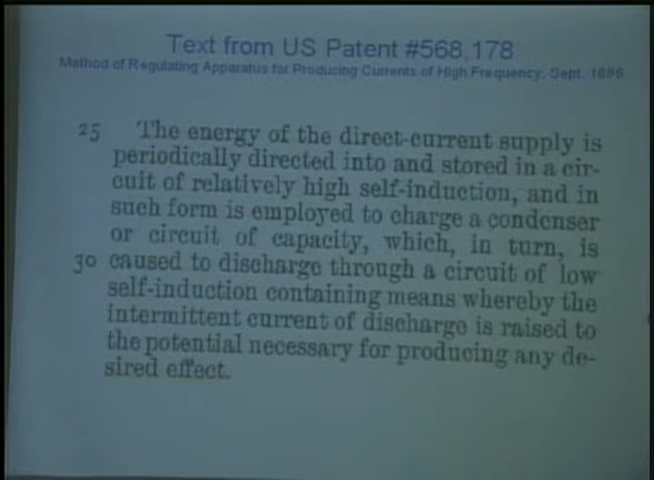 Text from US Patent #568,178
Method of Regulating Apparatus for Producing Currents of High Frequency, Sept. 1896
25 The energy of the direct-current supply is
periodically directed into and stored in a cir-
cuit of relatively high self-induction, and in
such form is employed to charge a condenser
or circuit of capacity, which, in turn, is
30 caused to discharge through a circuit of low
self-induction containing means whereby the
intermittent current of discharge is raised to
the potential necessary for producing any de-
sired effect.